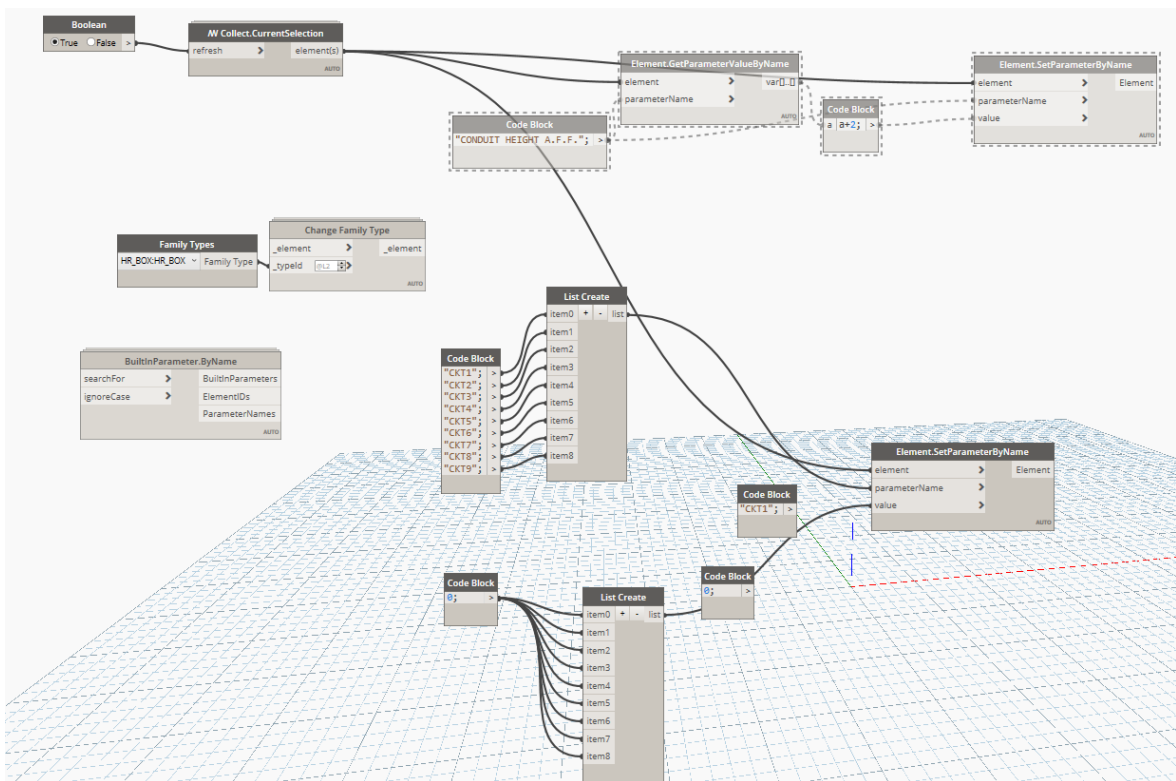 Boolean
True False >
Collect.CurrentSelection
refresh > element(s)
AUTO
Element.GetParameterValueByName
element > var[]..[]
parameterName >
AUTO
Element.SetParameterByName
element > Element
parameterName >
value >
AUTO
Code Block
"CONDUIT HEIGHT A.F.F."; >
Code Block
a a+2; >
Family Types
HR_BOX:HR_BOX Family Type
Change Family Type
_element > _element
_typeId @L2 >
AUTO
BuiltInParameter.ByName
searchFor > BuiltInParameters
ignoreCase > ElementIDs
ParameterNames
AUTO
Code Block
"CKT1"; >
"CKT2"; >
"CKT3"; >
"CKT4"; >
"CKT5"; >
"CKT6"; >
"CKT7"; >
"CKT8"; >
"CKT9"; >
List Create
item0 + - list
item1
item2
item3
item4
item5
item6
item7
item8
Element.SetParameterByName
element > Element
parameterName >
value >
AUTO
Code Block
"CKT1"; >
Code Block
0; >
Code Block
0; >
List Create
item0 + - list
item1
item2
item3
item4
item5
item6
item7
item8